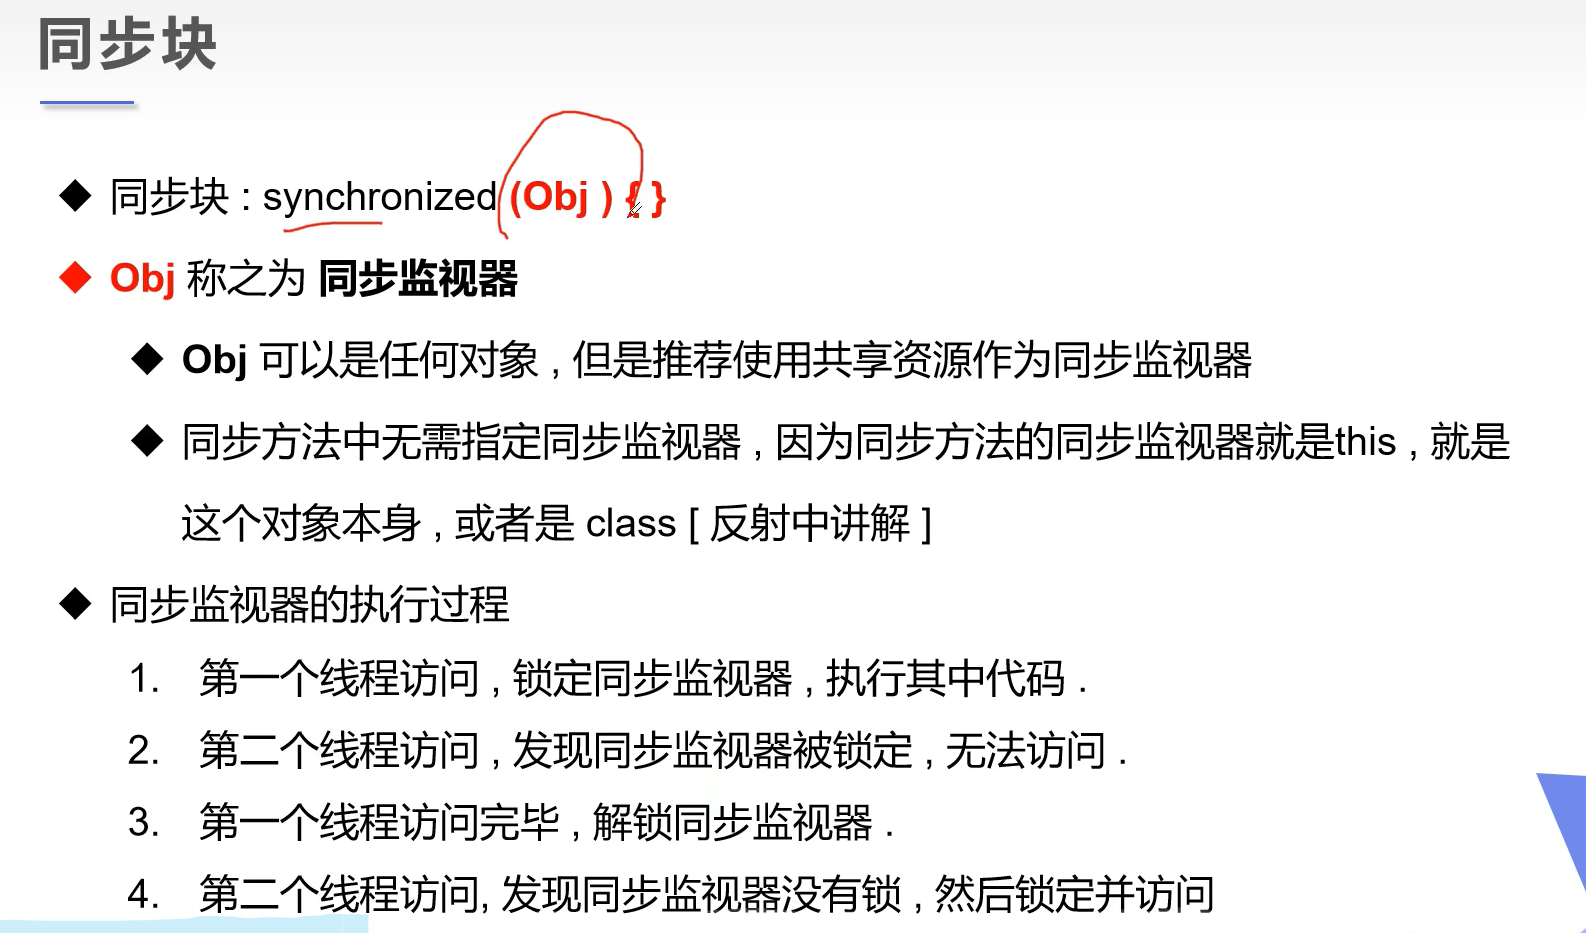 同步块
◆ 同步块 : synchronized (Obj ) { }
◆ Obj 称之为 同步监视器
◆ Obj 可以是任何对象 , 但是推荐使用共享资源作为同步监视器
◆ 同步方法中无需指定同步监视器 , 因为同步方法的同步监视器就是this , 就是
这个对象本身 , 或者是 class [ 反射中讲解 ]
◆ 同步监视器的执行过程
1. 第一个线程访问 , 锁定同步监视器 , 执行其中代码 .
2. 第二个线程访问 , 发现同步监视器被锁定 , 无法访问 .
3. 第一个线程访问完毕 , 解锁同步监视器 .
4. 第二个线程访问, 发现同步监视器没有锁 , 然后锁定并访问